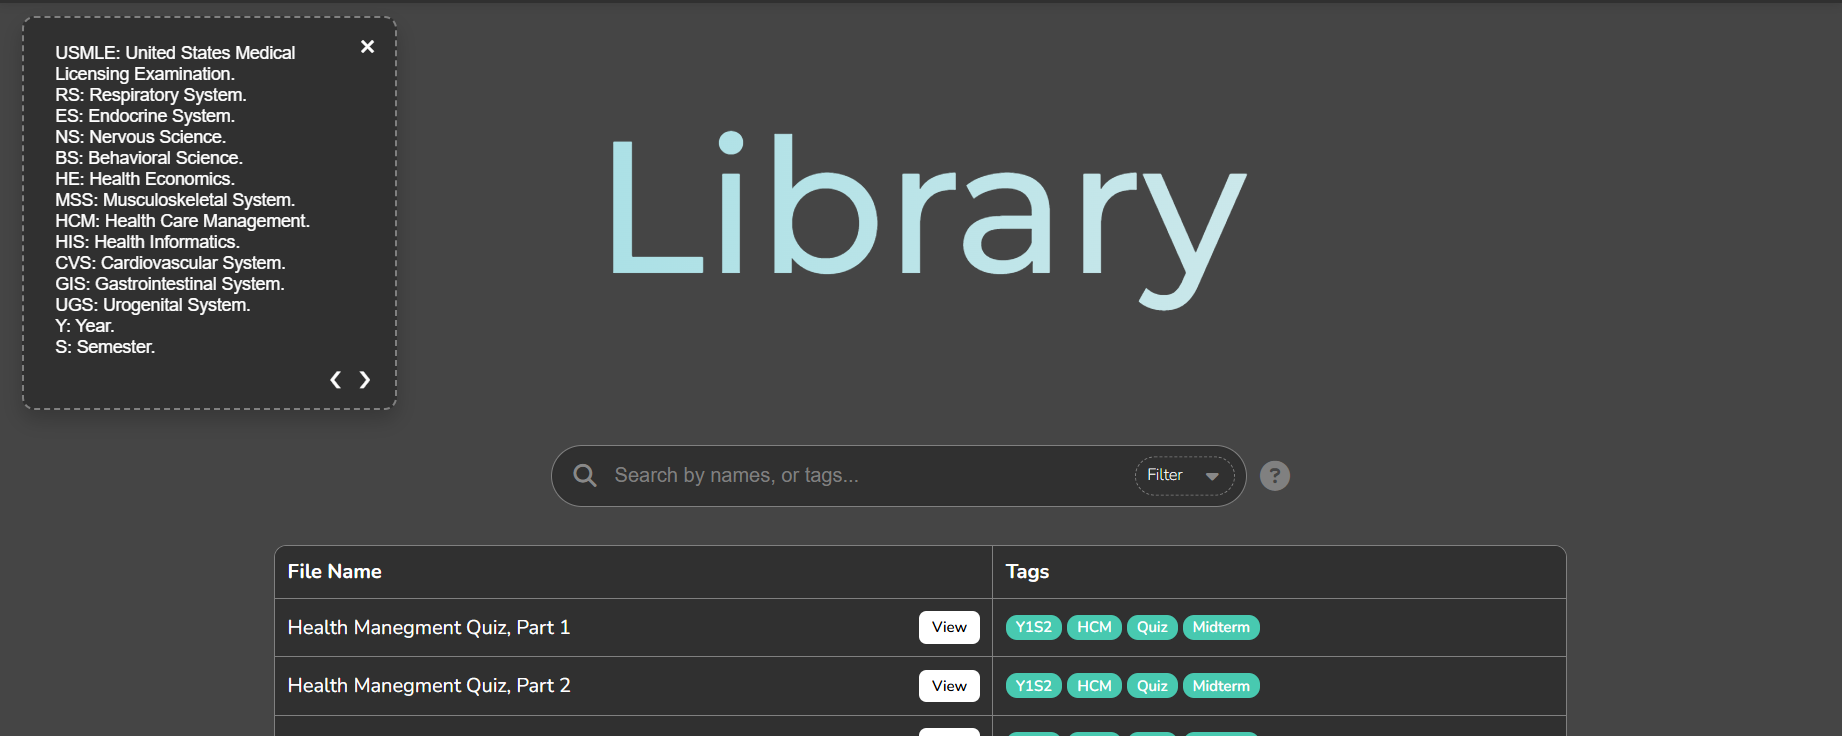 USMLE: United States Medical
Licensing Examination.
RS: Respiratory System.
ES: Endocrine System.
NS: Nervous Science.
BS: Behavioral Science.
HE: Health Economics.
MSS: Musculoskeletal System.
HCM: Health Care Management.
HIS: Health Informatics.
CVS: Cardiovascular System.
GIS: Gastrointestinal System.
UGS: Urogenital System.
Y: Year.
S: Semester.
Library
Search by names, or tags... Filter ?
File Name Tags
Health Manegment Quiz, Part 1 View Y1S2 HCM Quiz Midterm
Health Manegment Quiz, Part 2 View Y1S2 HCM Quiz Midterm